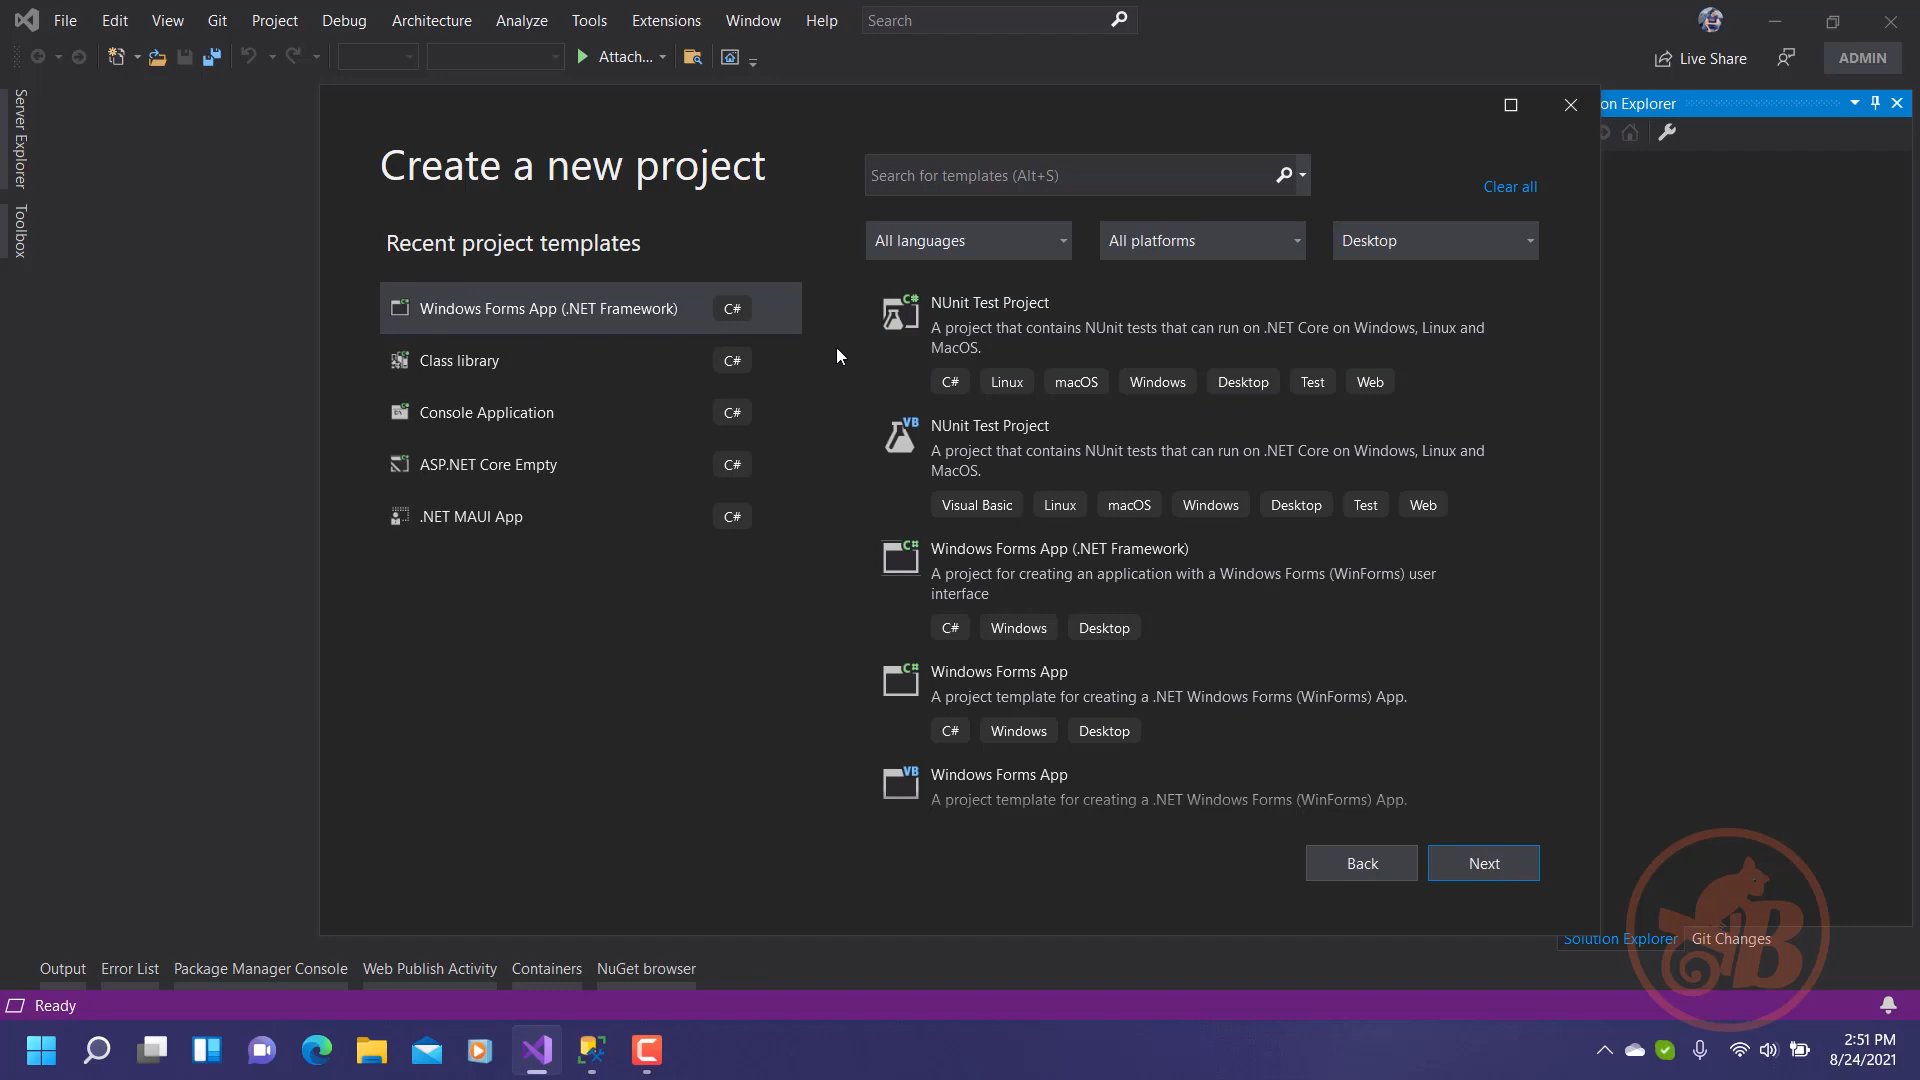 File Edit View Git Project Debug Architecture Analyze Tools Extensions Window Help Search
Attach... Live Share ADMIN
Server Explorer
Toolbox
on Explorer
Create a new project
Search for templates (Alt+S)
Clear all
All languages All platforms Desktop
Recent project templates
Windows Forms App (.NET Framework) C#
Class library C#
Console Application C#
ASP.NET Core Empty C#
.NET MAUI App C#
C# NUnit Test Project
A project that contains NUnit tests that can run on .NET Core on Windows, Linux and
MacOS.
C# Linux macOS Windows Desktop Test Web
VB NUnit Test Project
A project that contains NUnit tests that can run on .NET Core on Windows, Linux and
MacOS.
Visual Basic Linux macOS Windows Desktop Test Web
C# Windows Forms App (.NET Framework)
A project for creating an application with a Windows Forms (WinForms) user
interface
C# Windows Desktop
C# Windows Forms App
A project template for creating a .NET Windows Forms (WinForms) App.
C# Windows Desktop
VB Windows Forms App
A project template for creating a .NET Windows Forms (WinForms) App.
Back Next
Solution Explorer Git Changes
B
Output Error List Package Manager Console Web Publish Activity Containers NuGet browser
Ready
2:51 PM
8/24/2021